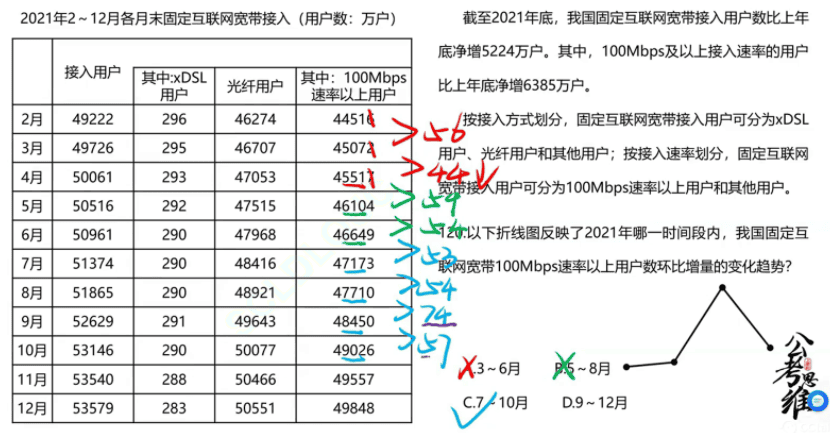 2021年2～12月各月末固定互联网宽带接入（用户数：万户）
接入用户 其中:xDSL用户 光纤用户 其中：100Mbps速率以上用户
2月 49222 296 46274 44516
3月 49726 295 46707 45072
4月 50061 293 47053 45517
5月 50516 292 47515 46104
6月 50961 290 47968 46649
7月 51374 290 48416 47173
8月 51865 290 48921 47710
9月 52629 291 49643 48450
10月 53146 290 50077 49026
11月 53540 288 50466 49557
12月 53579 283 50551 49848
56
44
59
54
53
54
74
57
截至2021年底，我国固定互联网宽带接入用户数比上年
底净增5224万户。其中，100Mbps及以上接入速率的用户
比上年底净增6385万户。
按接入方式划分，固定互联网宽带接入用户可分为xDSL
用户、光纤用户和其他用户；按接入速率划分，固定互联网
宽带接入用户可分为100Mbps速率以上用户和其他用户。
120.以下折线图反映了2021年哪一时间段内，我国固定互
联网宽带100Mbps速率以上用户数环比增量的变化趋势？
A.3～6月 B.5～8月
C.7～10月 D.9～12月
公考思维